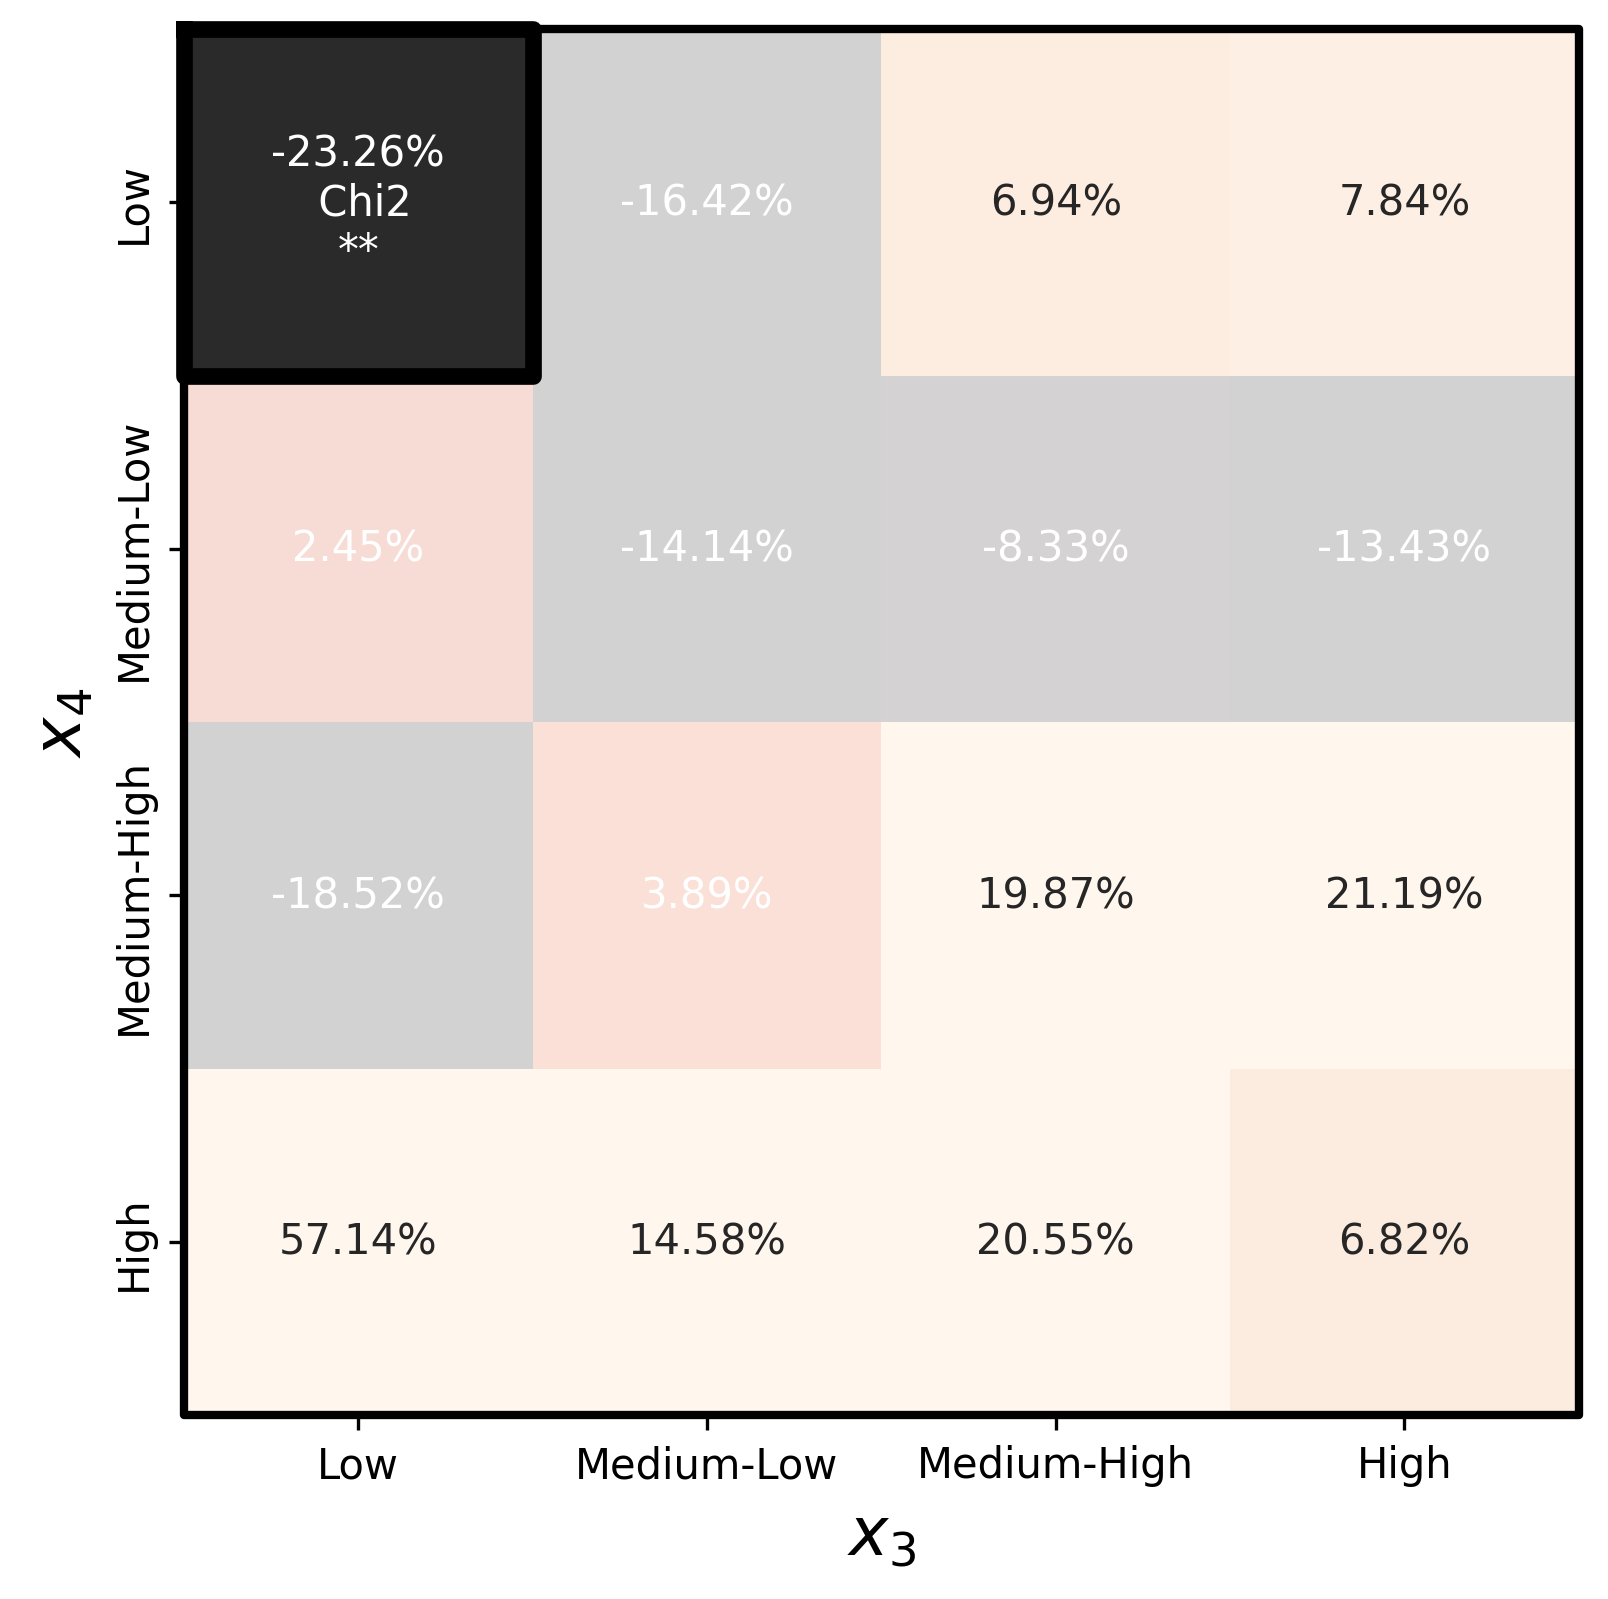 Low
-23.26%
Chi2
**
-16.42%
6.94%
7.84%
Medium-Low
2.45%
-14.14%
-8.33%
-13.43%
x4
Medium-High
-18.52%
3.89%
19.87%
21.19%
High
57.14%
14.58%
20.55%
6.82%
Low
Medium-Low
Medium-High
High
x3